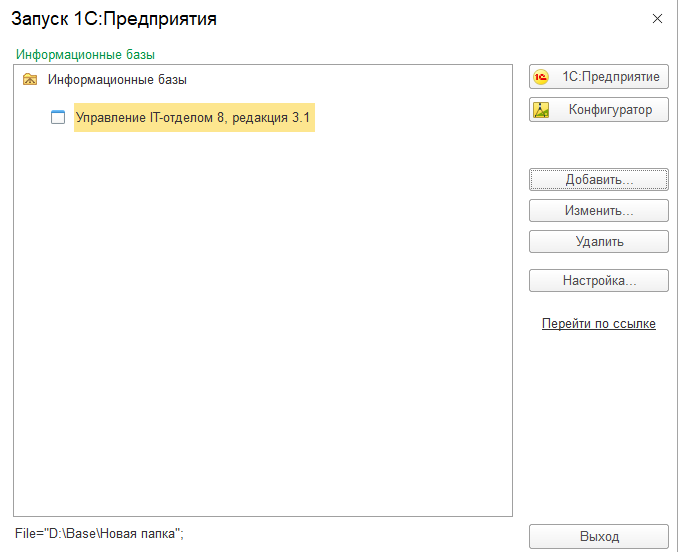 Запуск 1С:Предприятия
Информационные базы
Информационные базы
Управление IT-отделом 8, редакция 3.1
1С:Предприятие
Конфигуратор
Добавить...
Изменить...
Удалить
Настройка...
Перейти по ссылке
File="D:\Base\Новая папка";
Выход